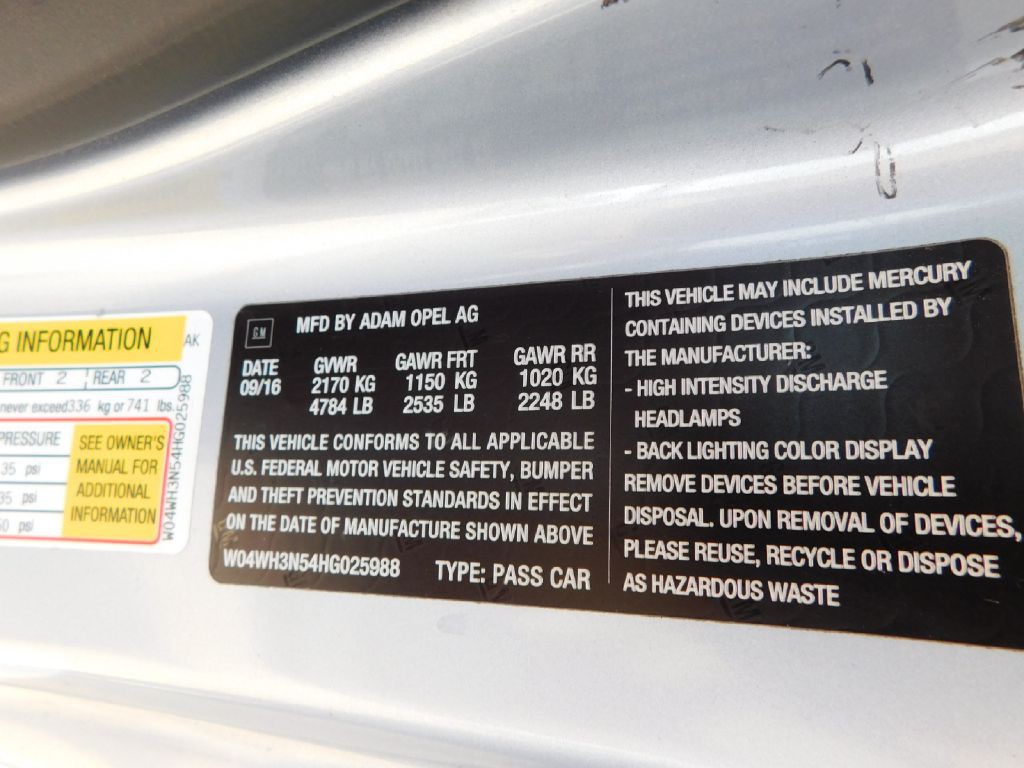 G INFORMATION
AK
FRONT 2 REAR 2
never exceed336 kg or 741 lbs.
PRESSURE
35 psi
35 psi
60 psi
SEE OWNER'S
MANUAL FOR
ADDITIONAL
INFORMATION
W04WH3N54HG025988
GM
MFD BY ADAM OPEL AG
DATE GVWR GAWR FRT GAWR RR
09/16 2170 KG 1150 KG 1020 KG
4784 LB 2535 LB 2248 LB
THIS VEHICLE CONFORMS TO ALL APPLICABLE
U.S. FEDERAL MOTOR VEHICLE SAFETY, BUMPER
AND THEFT PREVENTION STANDARDS IN EFFECT
ON THE DATE OF MANUFACTURE SHOWN ABOVE
W04WH3N54HG025988 TYPE: PASS CAR
THIS VEHICLE MAY INCLUDE MERCURY
CONTAINING DEVICES INSTALLED BY
THE MANUFACTURER:
- HIGH INTENSITY DISCHARGE
HEADLAMPS
- BACK LIGHTING COLOR DISPLAY
REMOVE DEVICES BEFORE VEHICLE
DISPOSAL. UPON REMOVAL OF DEVICES,
PLEASE REUSE, RECYCLE OR DISPOSE
AS HAZARDOUS WASTE